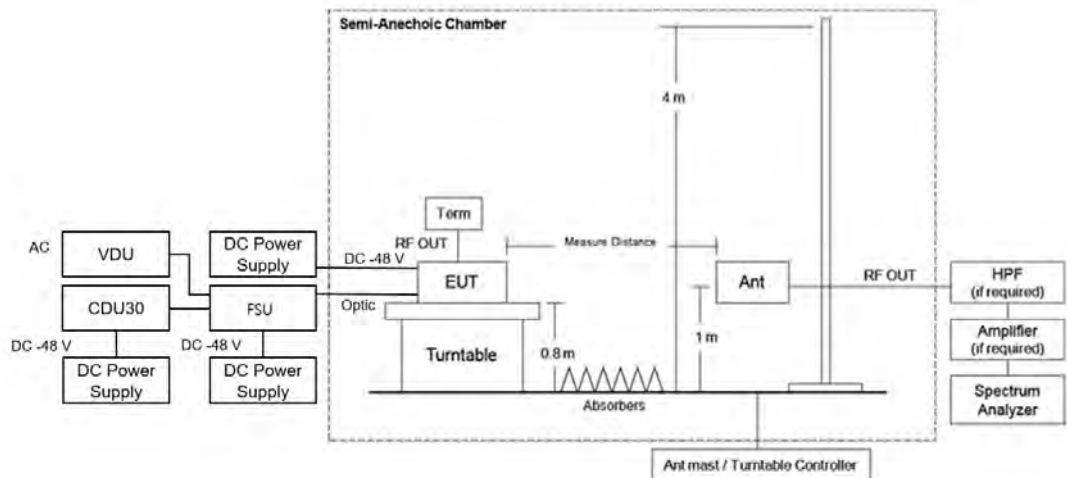 Semi-Anechoic Chamber
4 m
Term
RF OUT
Measure Distance
AC
VDU
DC Power
Supply
DC -48 V
EUT
Ant
RF OUT
HPF
(if required)
CDU30
FSU
Optic
Turntable
0.8 m
1 m
Amplifier
(if required)
DC -48 V
DC -48 V
DC Power
Supply
DC Power
Supply
Absorbers
Spectrum
Analyzer
Ant mast / Turntable Controller